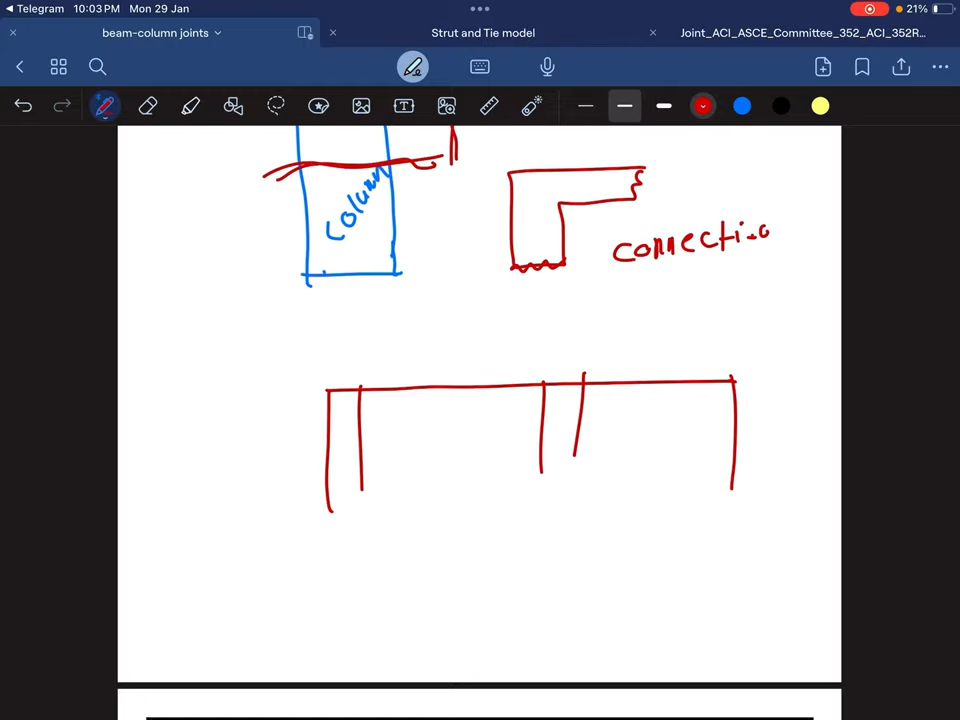 Telegram 10:03 PM Mon 29 Jan 21%
beam-column joints
Strut and Tie model
Joint_ACI_ASCE_Committee_352_ACI_352R...
column
connectio